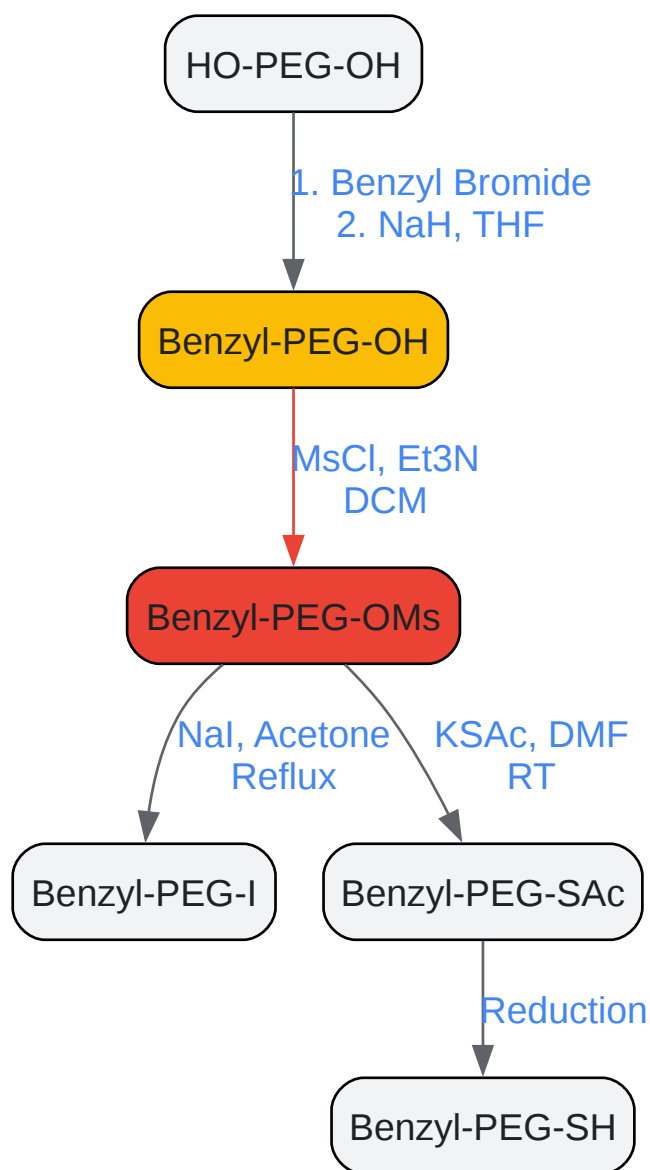 HO-PEG-OH
1. Benzyl Bromide
2. NaH, THF
Benzyl-PEG-OH
MsCl, Et3N
DCM
Benzyl-PEG-OMs
NaI, Acetone
Reflux
KSAc, DMF
RT
Benzyl-PEG-I
Benzyl-PEG-SAc
Reduction
Benzyl-PEG-SH